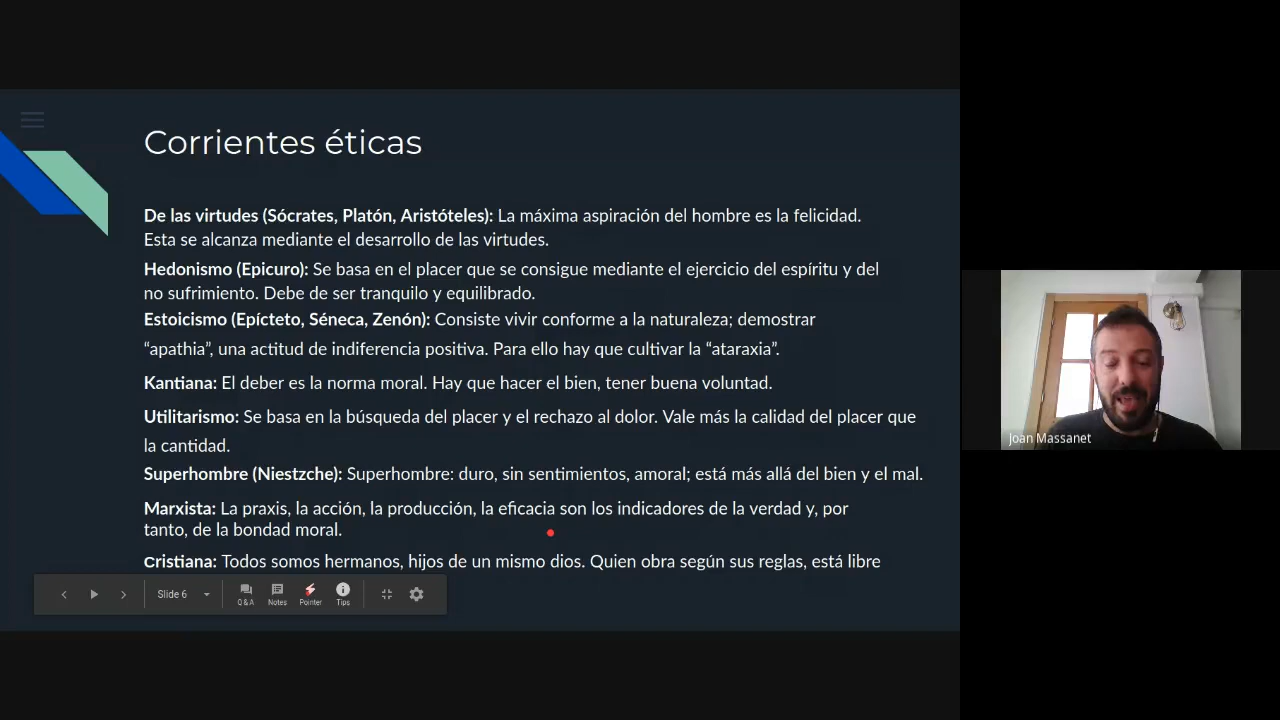 Corrientes éticas
De las virtudes (Sócrates, Platón, Aristóteles): La máxima aspiración del hombre es la felicidad.
Esta se alcanza mediante el desarrollo de las virtudes.
Hedonismo (Epicuro): Se basa en el placer que se consigue mediante el ejercicio del espíritu y del
no sufrimiento. Debe de ser tranquilo y equilibrado.
Estoicismo (Epícteto, Séneca, Zenón): Consiste vivir conforme a la naturaleza; demostrar
“apathia”, una actitud de indiferencia positiva. Para ello hay que cultivar la “ataraxia”.
Kantiana: El deber es la norma moral. Hay que hacer el bien, tener buena voluntad.
Utilitarismo: Se basa en la búsqueda del placer y el rechazo al dolor. Vale más la calidad del placer que
la cantidad.
Superhombre (Niestzche): Superhombre: duro, sin sentimientos, amoral; está más allá del bien y el mal.
Marxista: La praxis, la acción, la producción, la eficacia son los indicadores de la verdad y, por
tanto, de la bondad moral.
Cristiana: Todos somos hermanos, hijos de un mismo dios. Quien obra según sus reglas, está libre
Slide 6
Q & A
Notes
Pointer
Tips
Joan Massanet